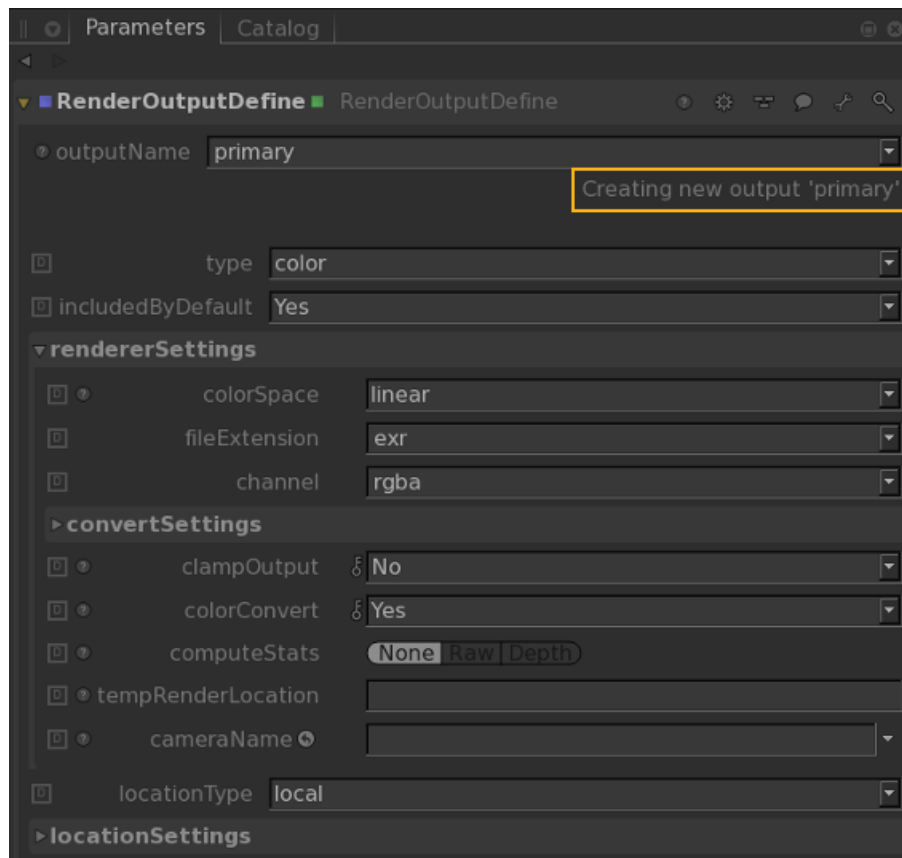 Parameters Catalog
RenderOutputDefine RenderOutputDefine
outputName primary
Creating new output 'primary'
type color
includedByDefault Yes
rendererSettings
colorSpace linear
fileExtension exr
channel rgba
convertSettings
clampOutput No
colorConvert Yes
computeStats None Raw Depth
tempRenderLocation
cameraName
locationType local
locationSettings